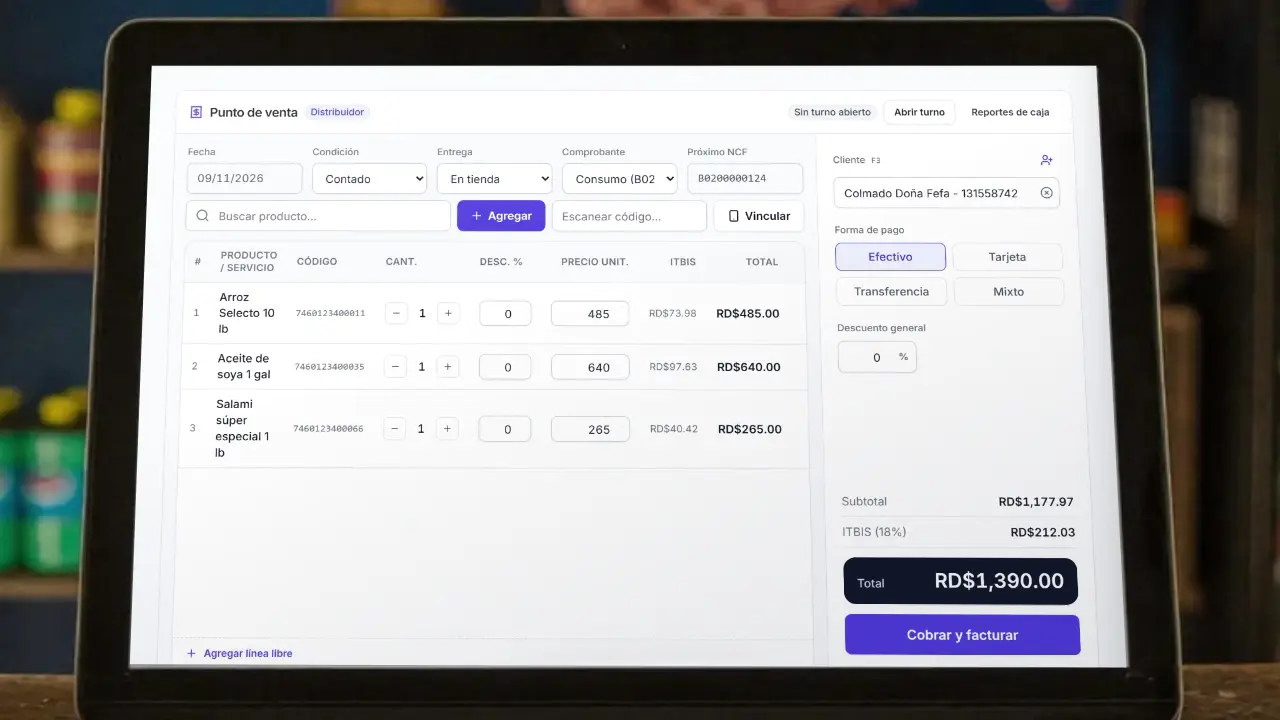 Punto de venta Distribuidor Sin turno abierto Abrir turno Reportes de caja
Fecha Condición Entrega Comprobante Próximo NCF
09/11/2026 Contado En tienda Consumo (B02 B0200000124
Buscar producto... + Agregar Escanear código... Vincular
# PRODUCTO / SERVICIO CÓDIGO CANT. DESC. % PRECIO UNIT. ITBIS TOTAL
1 Arroz Selecto 10 lb 7460123400011 − 1 + 0 485 RD$73.98 RD$485.00
2 Aceite de soya 1 gal 7460123400035 − 1 + 0 640 RD$97.63 RD$640.00
3 Salami súper especial 1 lb 7460123400066 − 1 + 0 265 RD$40.42 RD$265.00
+ Agregar línea libre
Cliente F3
Colmado Doña Fefa - 131558742
Forma de pago
Efectivo Tarjeta
Transferencia Mixto
Descuento general
0 %
Subtotal RD$1,177.97
ITBIS (18%) RD$212.03
Total RD$1,390.00
Cobrar y facturar